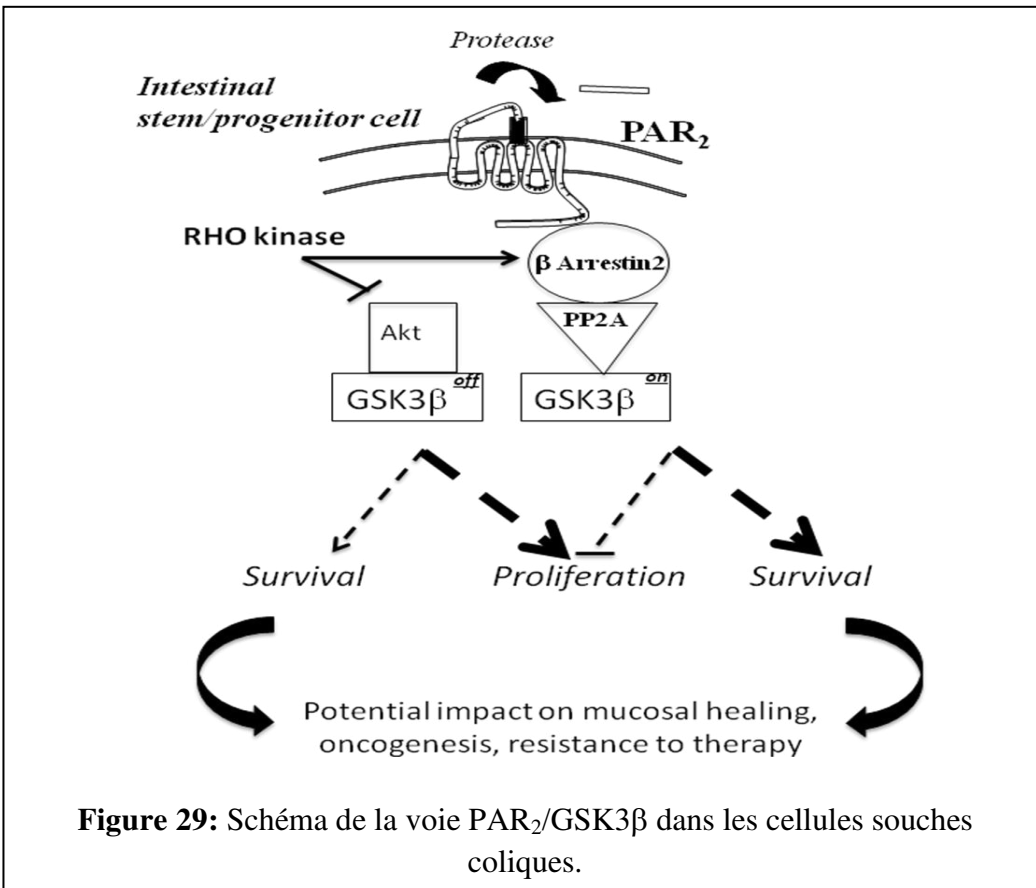 Protease
Intestinal
stem/progenitor cell
PAR₂
RHO kinase
β Arrestin2
PP2A
Akt
GSK3β off
GSK3β on
Survival
Proliferation
Survival
Potential impact on mucosal healing,
oncogenesis, resistance to therapy
Figure 29: Schéma de la voie PAR₂/GSK3β dans les cellules souches
coliques.